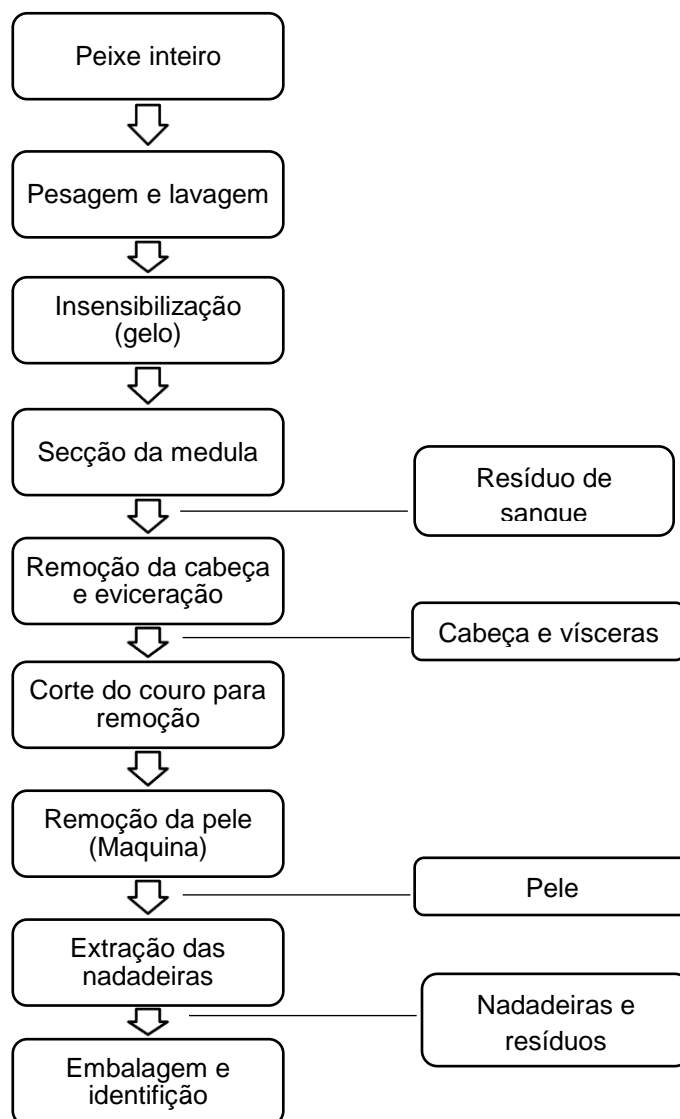 Peixe inteiro
Pesagem e lavagem
Insensibilização
(gelo)
Secção da medula
Resíduo de
sangue
Remoção da cabeça
e eviceração
Cabeça e vísceras
Corte do couro para
remoção
Remoção da pele
(Maquina)
Pele
Extração das
nadadeiras
Nadadeiras e
resíduos
Embalagem e
identifição